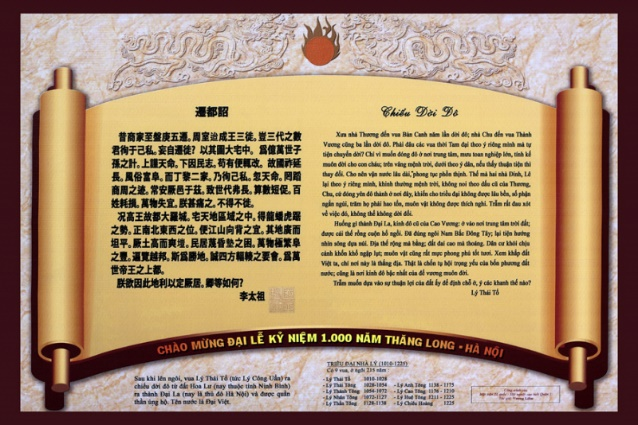 遷都詔
昔商家至盤庚五遷。周室迨成王三徙。豈三代之數
君徇于己私。妄自遷徙?以其圖大宅中。爲億萬世子
孫之計。上謹天命。下因民志。苟有便輒改。故國祚延
長。風俗富阜。而丁黎二家。乃徇己私。忽天命。罔蹈
商周之迹。常安厥邑于茲。致世代弗長。算數短促。百
姓耗損。萬物失宜。朕甚痛之。不得不徙。
況高王故都大羅城。宅天地區域之中。得龍蟠虎踞
之勢。正南北東西之位。便江山向背之宜。其地廣而
坦平。厥土高而爽塏。民居蔑昏墊之困。萬物極繁阜
之豐。遍覽越邦。斯爲勝地。誠四方輻輳之要會。爲萬
世帝王之上都。
朕欲因此地利以定厥居。卿等如何?
李太祖
Chiếu Dời Đô
Xưa nhà Thương đến vua Bàn Canh năm lần dời đô; nhà Chu đến vua Thành
Vương cũng ba lần dời đô. Phải đâu các vua thời Tam đại theo ý riêng mình mà tự
tiện chuyển dời? Chỉ vì muốn đóng đô ở nơi trung tâm, mưu toan nghiệp lớn, tính kế
muôn đời cho con cháu; trên vâng mệnh trời, dưới theo ý dân, nếu thấy thuận tiện thì
thay đổi. Cho nên vận nước lâu dài, phong tục phồn thịnh. Thế mà hai nhà Đinh, Lê
lại theo ý riêng mình, khinh thường mệnh trời, không noi theo dấu cũ của Thương,
Chu, cứ đóng yên đô thành ở nơi đây, khiến cho triều đại không được lâu bền, số phận
ngắn ngủi, trăm họ phải hao tổn, muôn vật không được thích nghi. Trẫm rất đau xót
về việc đó, không thể không dời đổi.
Huống gì thành Đại La, kinh đô cũ của Cao Vương: ở vào nơi trung tâm trời đất;
được cái thế rồng cuộn hổ ngồi. Đã đúng ngôi Nam Bắc Đông Tây; lại tiện hướng
nhìn sông dựa núi. Địa thế rộng mà bằng; đất đai cao mà thoáng. Dân cư khỏi chịu
cảnh khốn khổ ngập lụt; muôn vật cũng rất mực phong phú tốt tươi. Xem khắp đất
Việt ta, chỉ nơi này là thắng địa. Thật là chốn tụ hội trọng yếu của bốn phương đất
nước; cũng là nơi kinh đô bậc nhất của đế vương muôn đời.
Trẫm muốn dựa vào sự thuận lợi của đất ấy để định chỗ ở, ý các khanh thế nào?
Lý Thái Tổ
CHÀO MỪNG ĐẠI LỄ KỶ NIỆM 1.000 NĂM THĂNG LONG - HÀ NỘI
Sau khi lên ngôi, vua Lý Thái Tổ (tức Lý Công Uẩn) ra
chiếu dời đô từ đất Hoa Lư (nay thuộc tỉnh Ninh Bình)
ra thành Đại La (nay là thủ đô Hà Nội) và được quần
thần ủng hộ. Tên nước là Đại Việt.
TRIỀU ĐẠI NHÀ LÝ (1010-1225)
Có 9 vua, ở ngôi 216 năm:
- Lý Thái Tổ 1010-1028
- Lý Thái Tông 1028-1054 - Lý Anh Tông 1138 - 1175
- Lý Thánh Tông 1054-1072 - Lý Cao Tông 1176 - 1210
- Lý Nhân Tông 1072-1127 - Lý Huệ Tông 1211 - 1225
- Lý Thần Tông 1128-1138 - Lý Chiêu Hoàng 1225